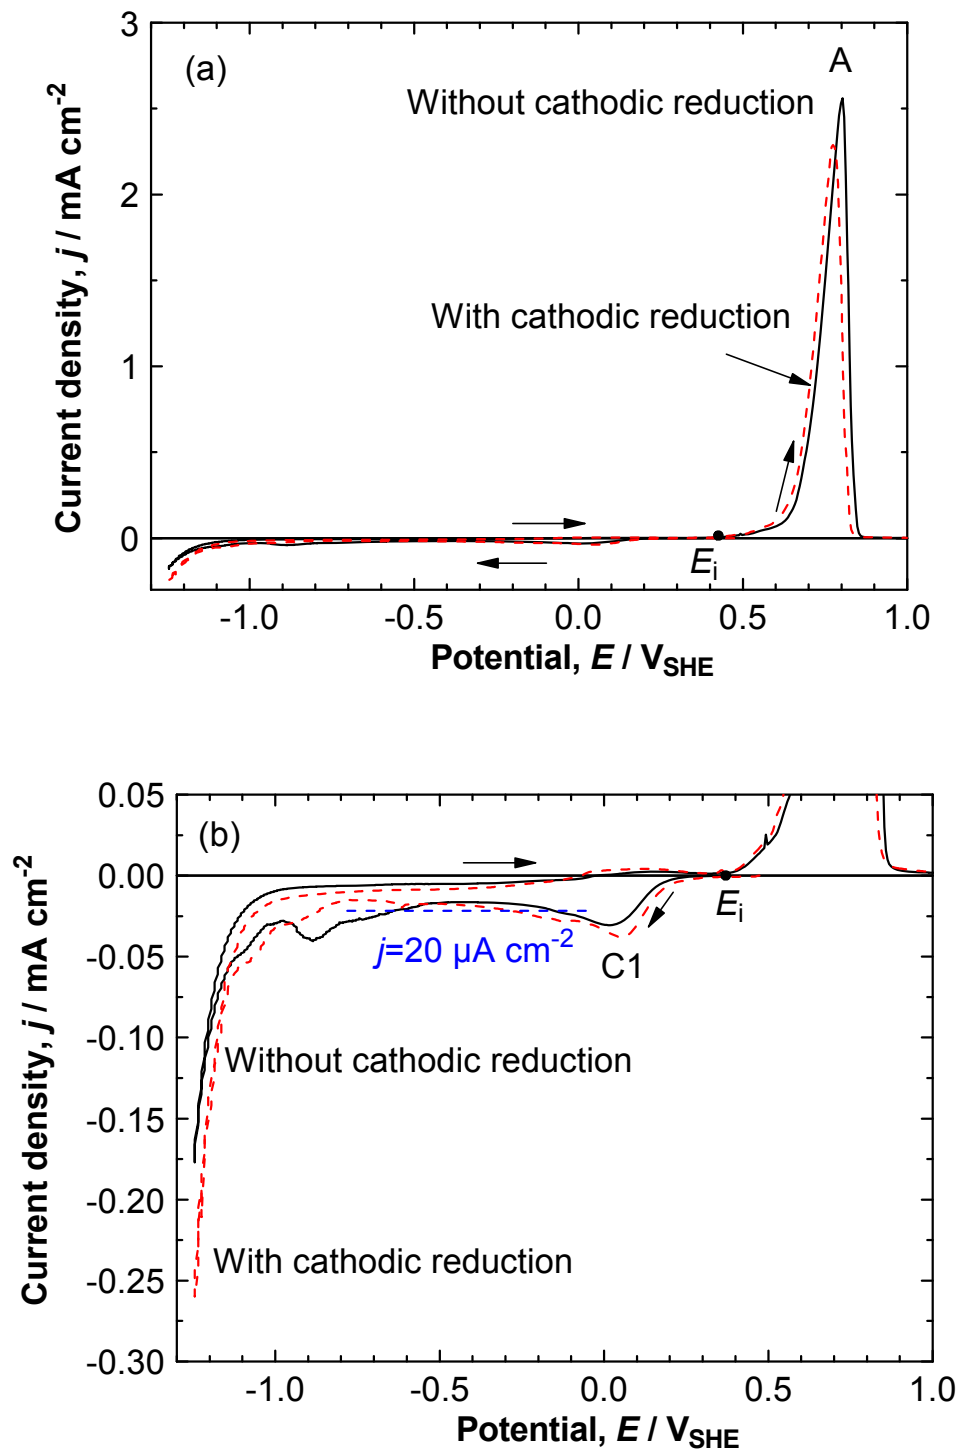 (a)
A
Without cathodic reduction
With cathodic reduction
Current density, j / mA cm⁻²
3
2
1
0
Eᵢ
-1.0 -0.5 0.0 0.5 1.0
Potential, E / V_SHE
(b)
Current density, j / mA cm⁻²
0.05
0.00
-0.05
-0.10
-0.15
-0.20
-0.25
-0.30
Eᵢ
j=20 µA cm⁻²
C1
Without cathodic reduction
With cathodic reduction
-1.0 -0.5 0.0 0.5 1.0
Potential, E / V_SHE